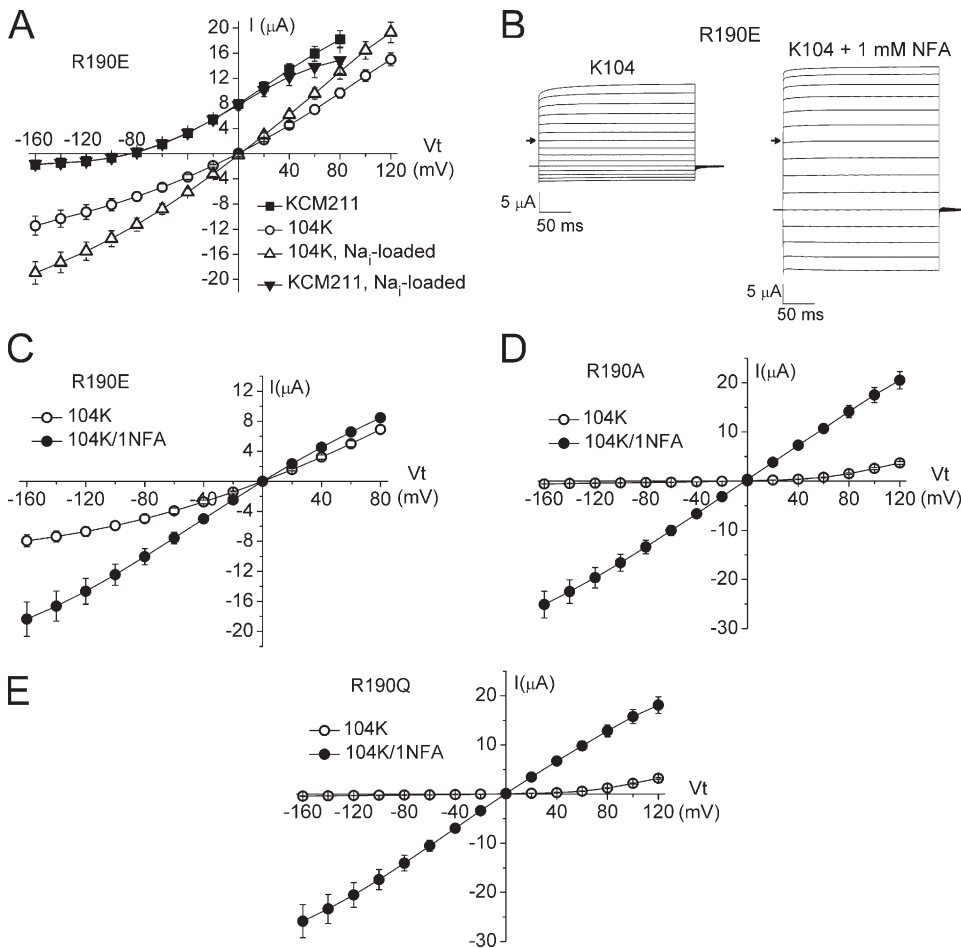 A
R190E
I (μA)
20
16
12
8
4
-160
-120
-80
40
80
120
Vt
(mV)
-4
-8
-12
-16
-20
KCM211
104K
104K, Nai-loaded
KCM211, Nai-loaded
B
R190E
K104
K104 + 1 mM NFA
5 μA
50 ms
5 μA
50 ms
C
R190E
I(μA)
104K
104K/1NFA
12
8
4
-160
-120
-80
-40
40
80
Vt
(mV)
-4
-8
-12
-16
-20
D
R190A
I(μA)
104K
104K/1NFA
20
10
-160
-120
-80
-40
40
80
120
Vt
(mV)
-10
-20
-30
E
R190Q
I(μA)
104K
104K/1NFA
20
10
-160
-120
-80
-40
40
80
120
Vt
(mV)
-10
-20
-30